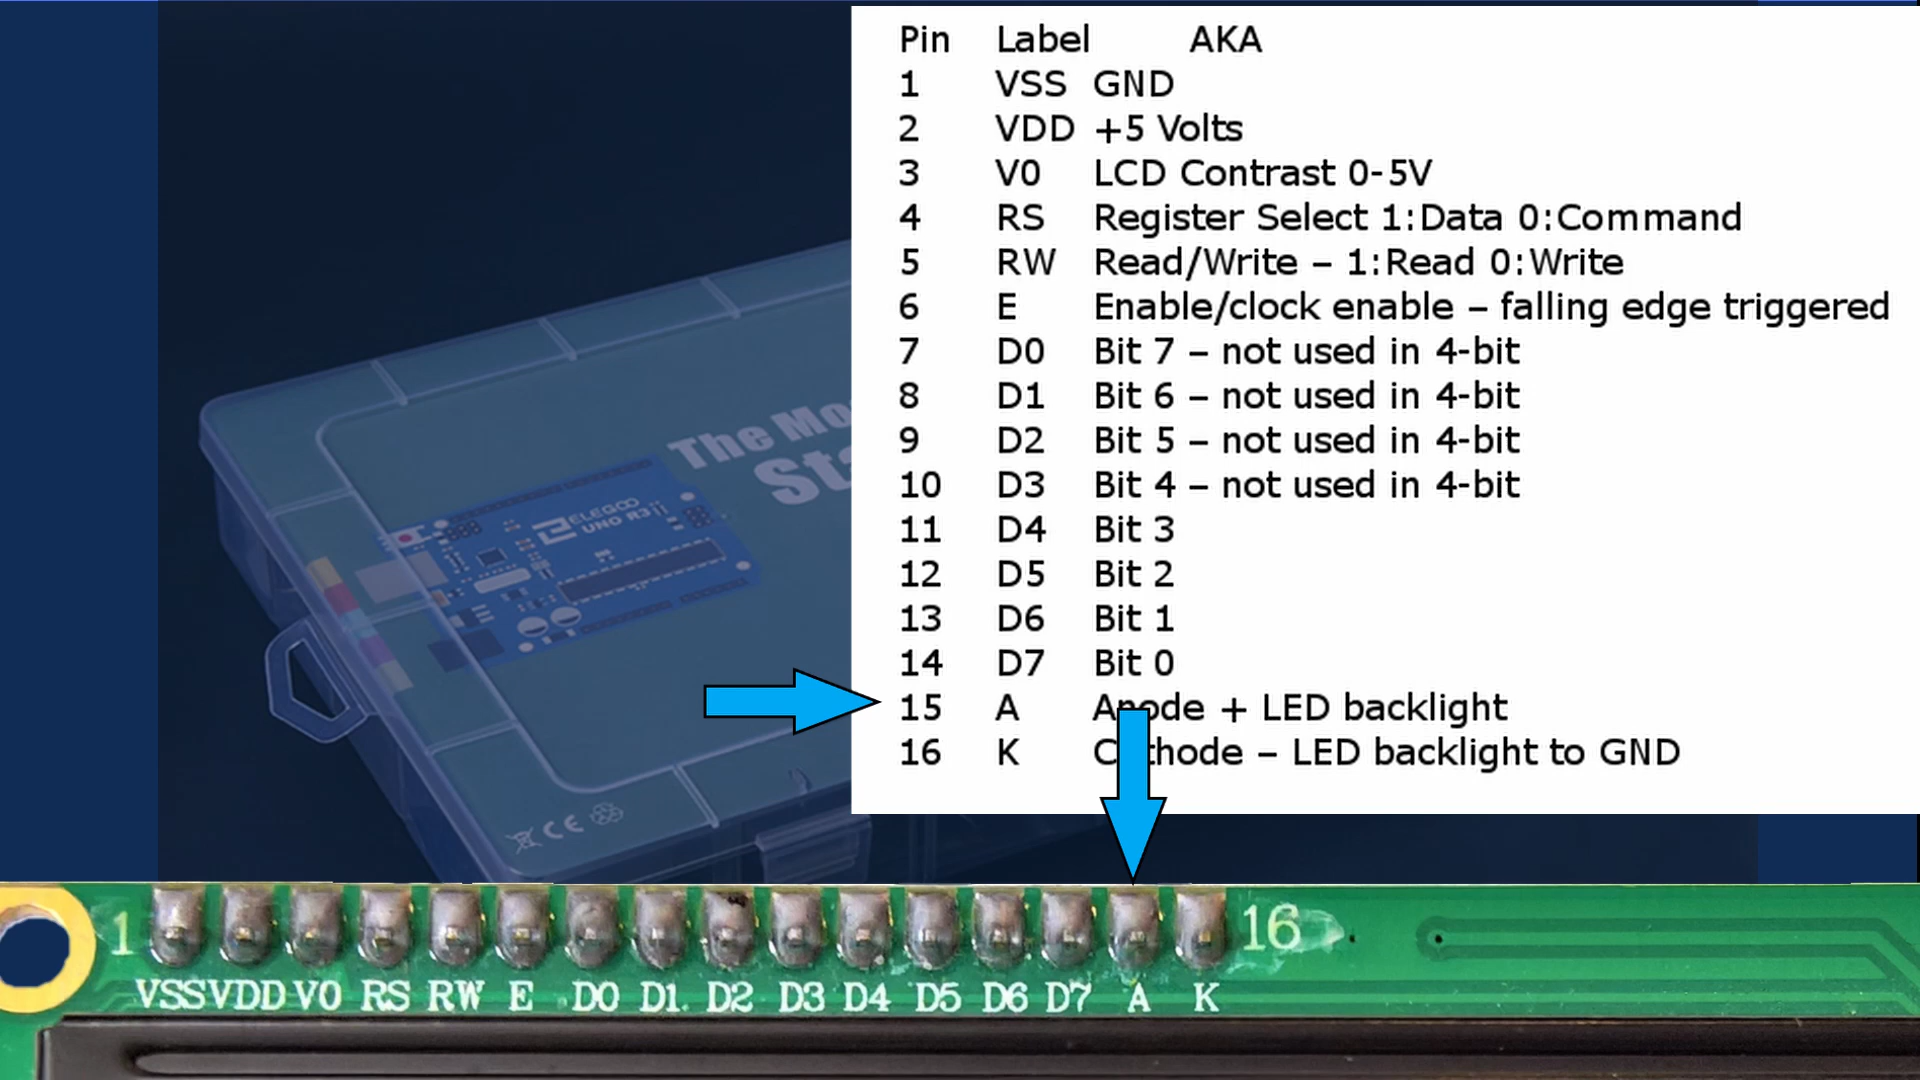 Pin Label AKA
1 VSS GND
2 VDD +5 Volts
3 V0 LCD Contrast 0-5V
4 RS Register Select 1:Data 0:Command
5 RW Read/Write – 1:Read 0:Write
6 E Enable/clock enable – falling edge triggered
7 D0 Bit 7 – not used in 4-bit
8 D1 Bit 6 – not used in 4-bit
9 D2 Bit 5 – not used in 4-bit
10 D3 Bit 4 – not used in 4-bit
11 D4 Bit 3
12 D5 Bit 2
13 D6 Bit 1
14 D7 Bit 0
15 A Anode + LED backlight
16 K Cathode – LED backlight to GND
The
ELEGOO
UNO R3
CE
1 16
VSS VDD V0 RS RW E D0 D1 D2 D3 D4 D5 D6 D7 A K